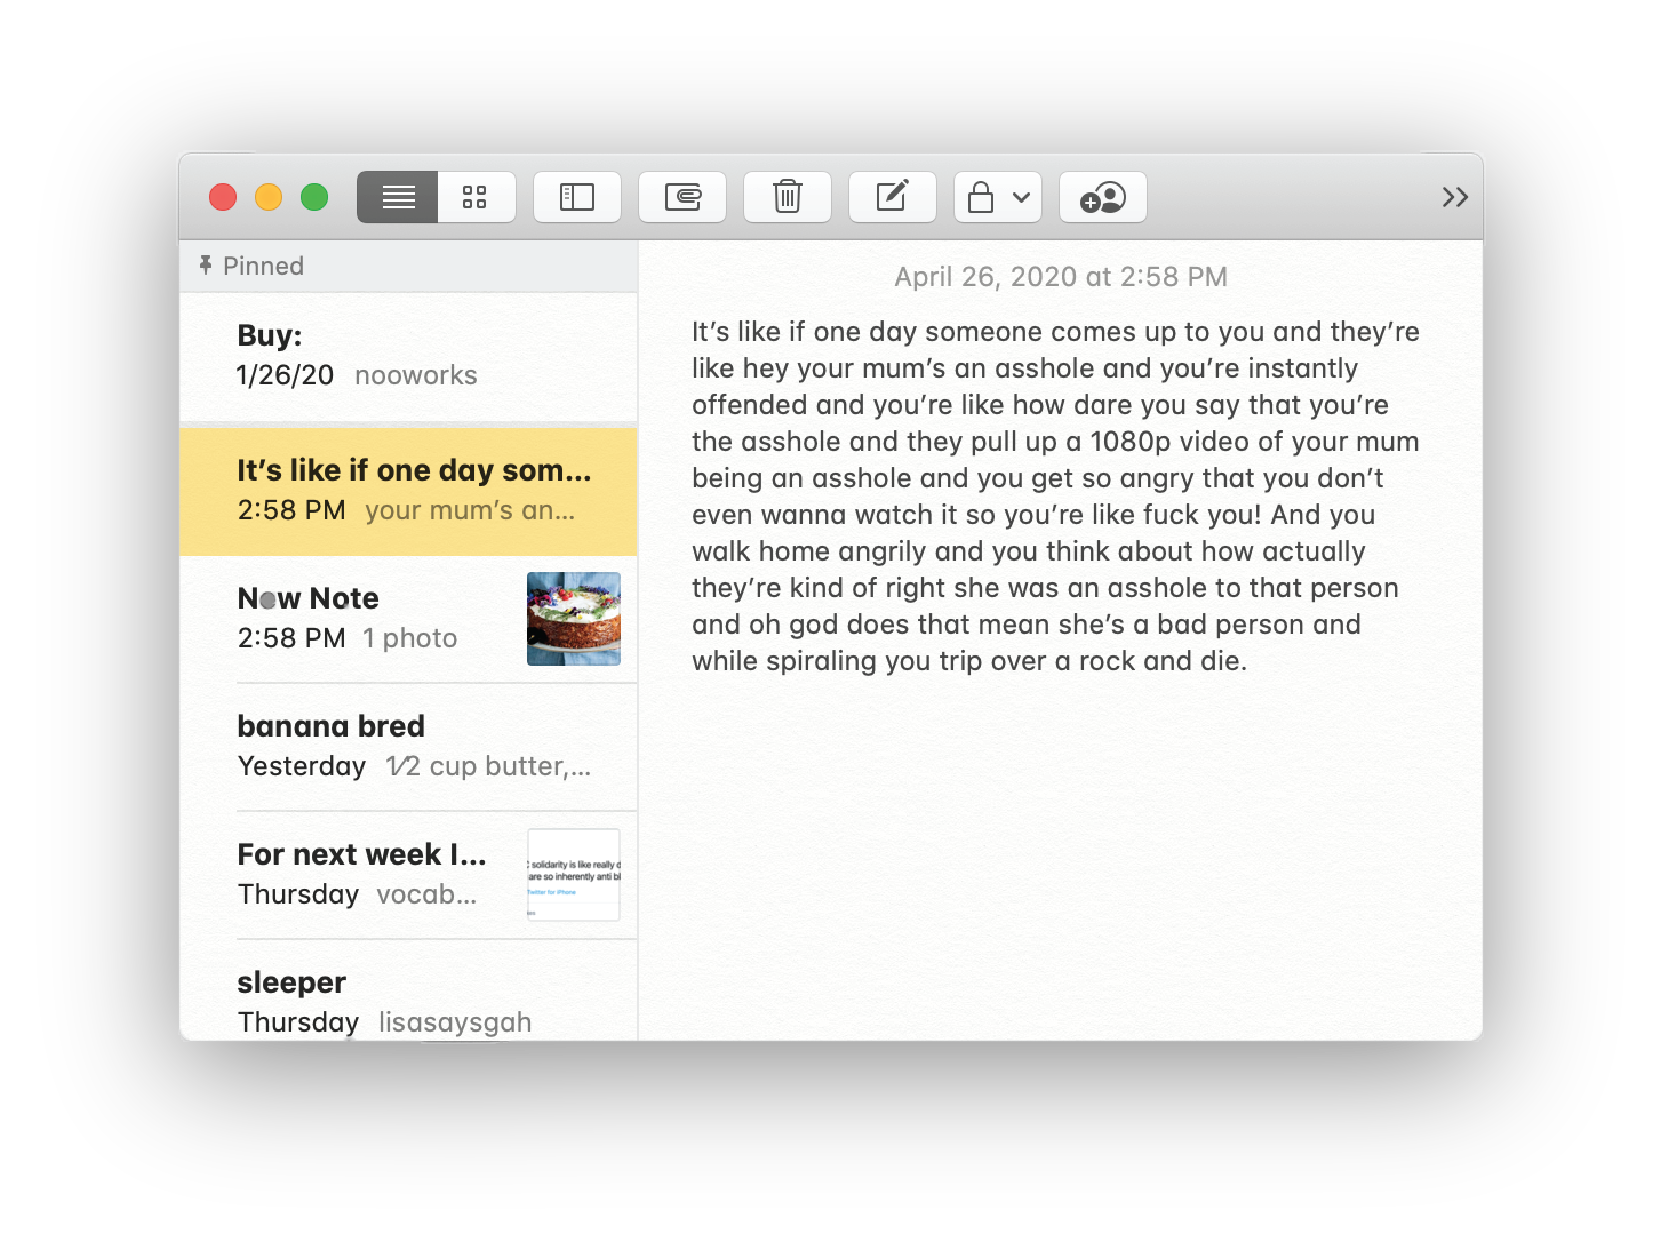 Pinned
Buy:
1/26/20 nooworks
It's like if one day som...
2:58 PM your mum's an...
New Note
2:58 PM 1 photo
banana bred
Yesterday 1⁄2 cup butter,...
For next week I...
Thursday vocab...
solidarity is like really
are so inherently anti
Twitter for iPhone
sleeper
Thursday lisasaysgah
April 26, 2020 at 2:58 PM
It's like if one day someone comes up to you and they're
like hey your mum's an asshole and you're instantly
offended and you're like how dare you say that you're
the asshole and they pull up a 1080p video of your mum
being an asshole and you get so angry that you don't
even wanna watch it so you're like fuck you! And you
walk home angrily and you think about how actually
they're kind of right she was an asshole to that person
and oh god does that mean she's a bad person and
while spiraling you trip over a rock and die.